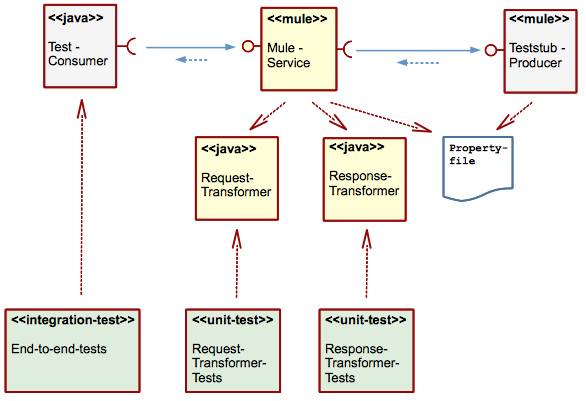 <<java>>
Test -
Consumer
<<mule>>
Mule -
Service
<<mule>>
Teststub -
Producer
<<java>>
Request-
Transformer
<<java>>
Response-
Transformer
Property-
file
<<integration-test>>
End-to-end-tests
<<unit-test>>
Request-
Transformer-
Tests
<<unit-test>>
Response-
Transformer-
Tests